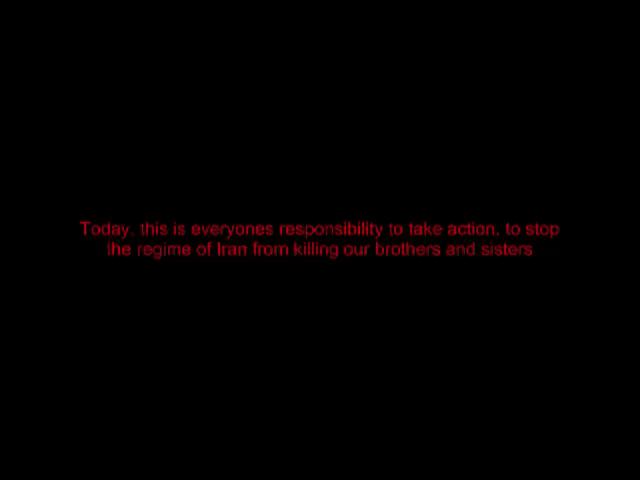 Today, this is everyones responsibility to take action, to stop
the regime of Iran from killing our brothers and sisters